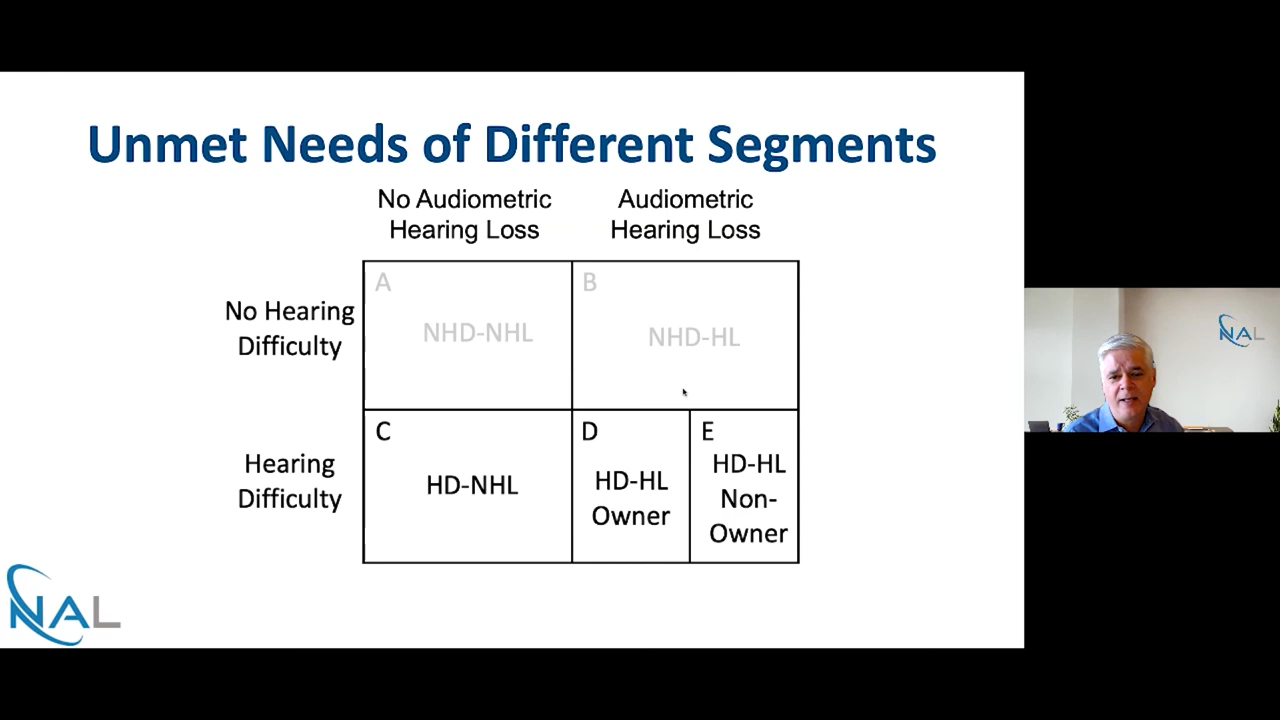 Unmet Needs of Different Segments
No Audiometric
Hearing Loss
Audiometric
Hearing Loss
No Hearing
Difficulty
A
NHD-NHL
B
NHD-HL
Hearing
Difficulty
C
HD-NHL
D
HD-HL
Owner
E
HD-HL
Non-
Owner
NAL
NAL